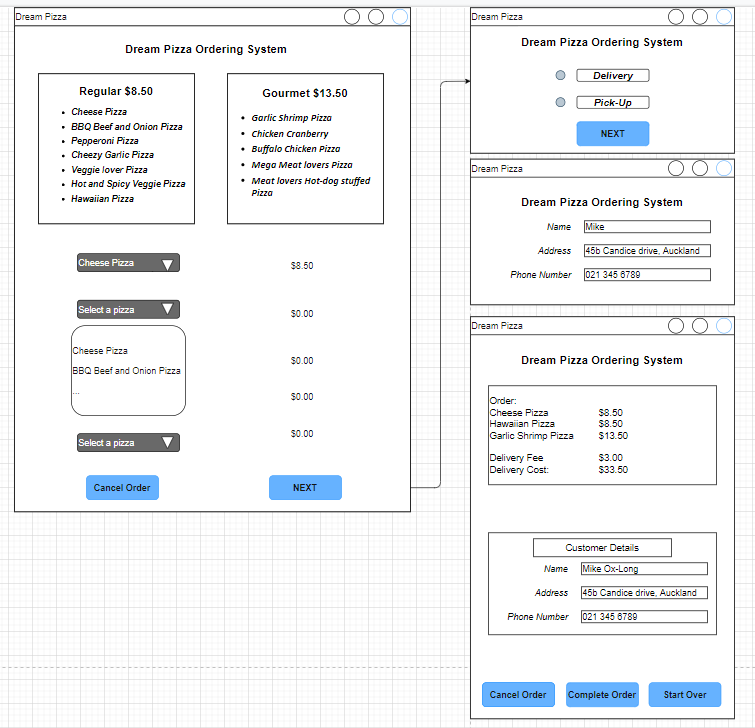 Dream Pizza
Dream Pizza Ordering System
Regular $8.50
Cheese Pizza
BBQ Beef and Onion Pizza
Pepperoni Pizza
Cheezy Garlic Pizza
Veggie lover Pizza
Hot and Spicy Veggie Pizza
Hawaiian Pizza
Gourmet $13.50
Garlic Shrimp Pizza
Chicken Cranberry
Buffalo Chicken Pizza
Mega Meat lovers Pizza
Meat lovers Hot-dog stuffed
Pizza
Cheese Pizza
$8.50
Select a pizza
$0.00
Cheese Pizza
BBQ Beef and Onion Pizza
...
$0.00
$0.00
Select a pizza
$0.00
Cancel Order
NEXT
Dream Pizza
Dream Pizza Ordering System
Delivery
Pick-Up
NEXT
Dream Pizza
Dream Pizza Ordering System
Name Mike
Address 45b Candice drive, Auckland
Phone Number 021 345 6789
Dream Pizza
Dream Pizza Ordering System
Order:
Cheese Pizza $8.50
Hawaiian Pizza $8.50
Garlic Shrimp Pizza $13.50
Delivery Fee $3.00
Delivery Cost: $33.50
Customer Details
Name Mike Ox-Long
Address 45b Candice drive, Auckland
Phone Number 021 345 6789
Cancel Order
Complete Order
Start Over